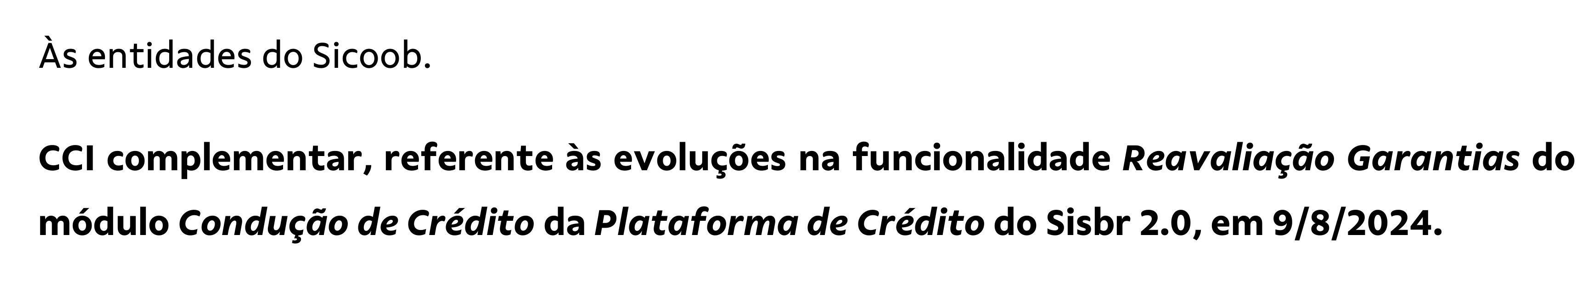 Às entidades do Sicoob.
CCI complementar, referente às evoluções na funcionalidade Reavaliação Garantias do
módulo Condução de Crédito da Plataforma de Crédito do Sisbr 2.0, em 9/8/2024.